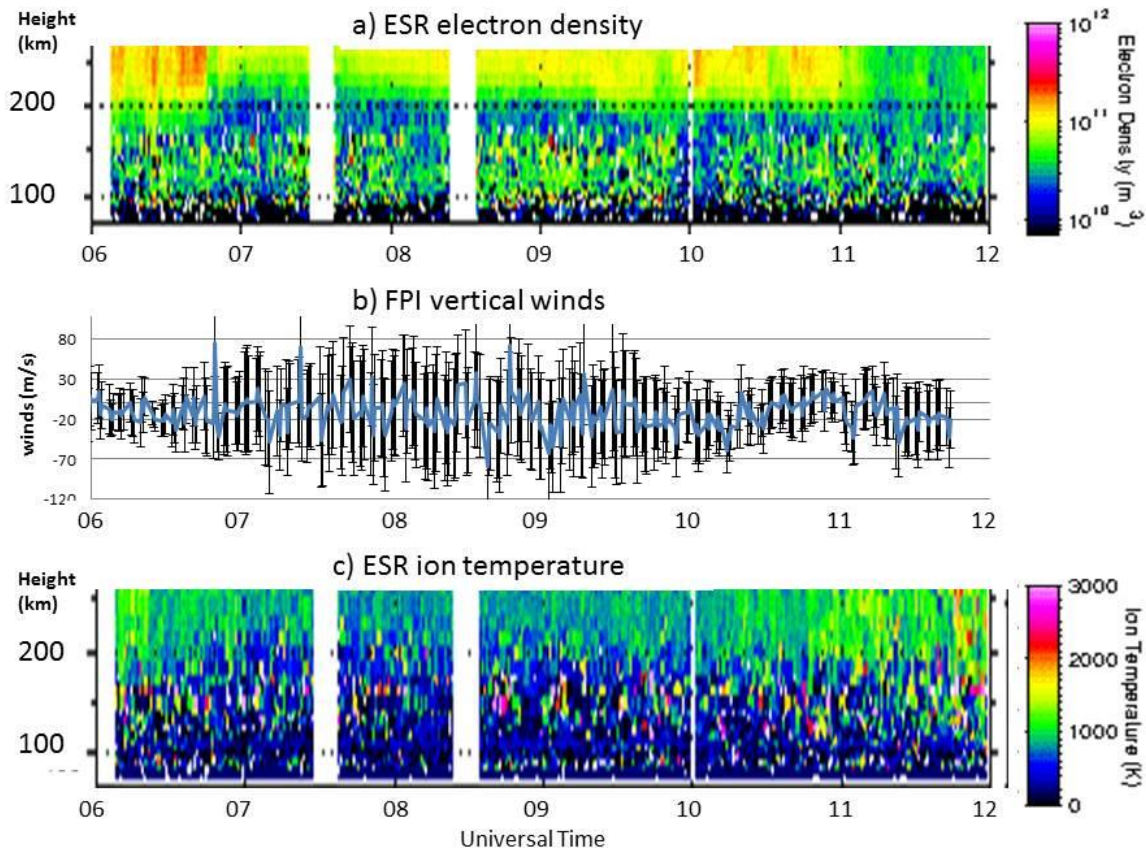 Height
(km)
a) ESR electron density
200
100
06 07 08 09 10 11 12
10¹²
10¹¹
10¹⁰
Electron Density (m⁻³)
b) FPI vertical winds
winds (m/s)
80
30
-20
-70
-120
06 07 08 09 10 11 12
Height
(km)
c) ESR ion temperature
200
100
06 07 08 09 10 11 12
3000
2000
1000
0
Ion Temperature (K)
Universal Time